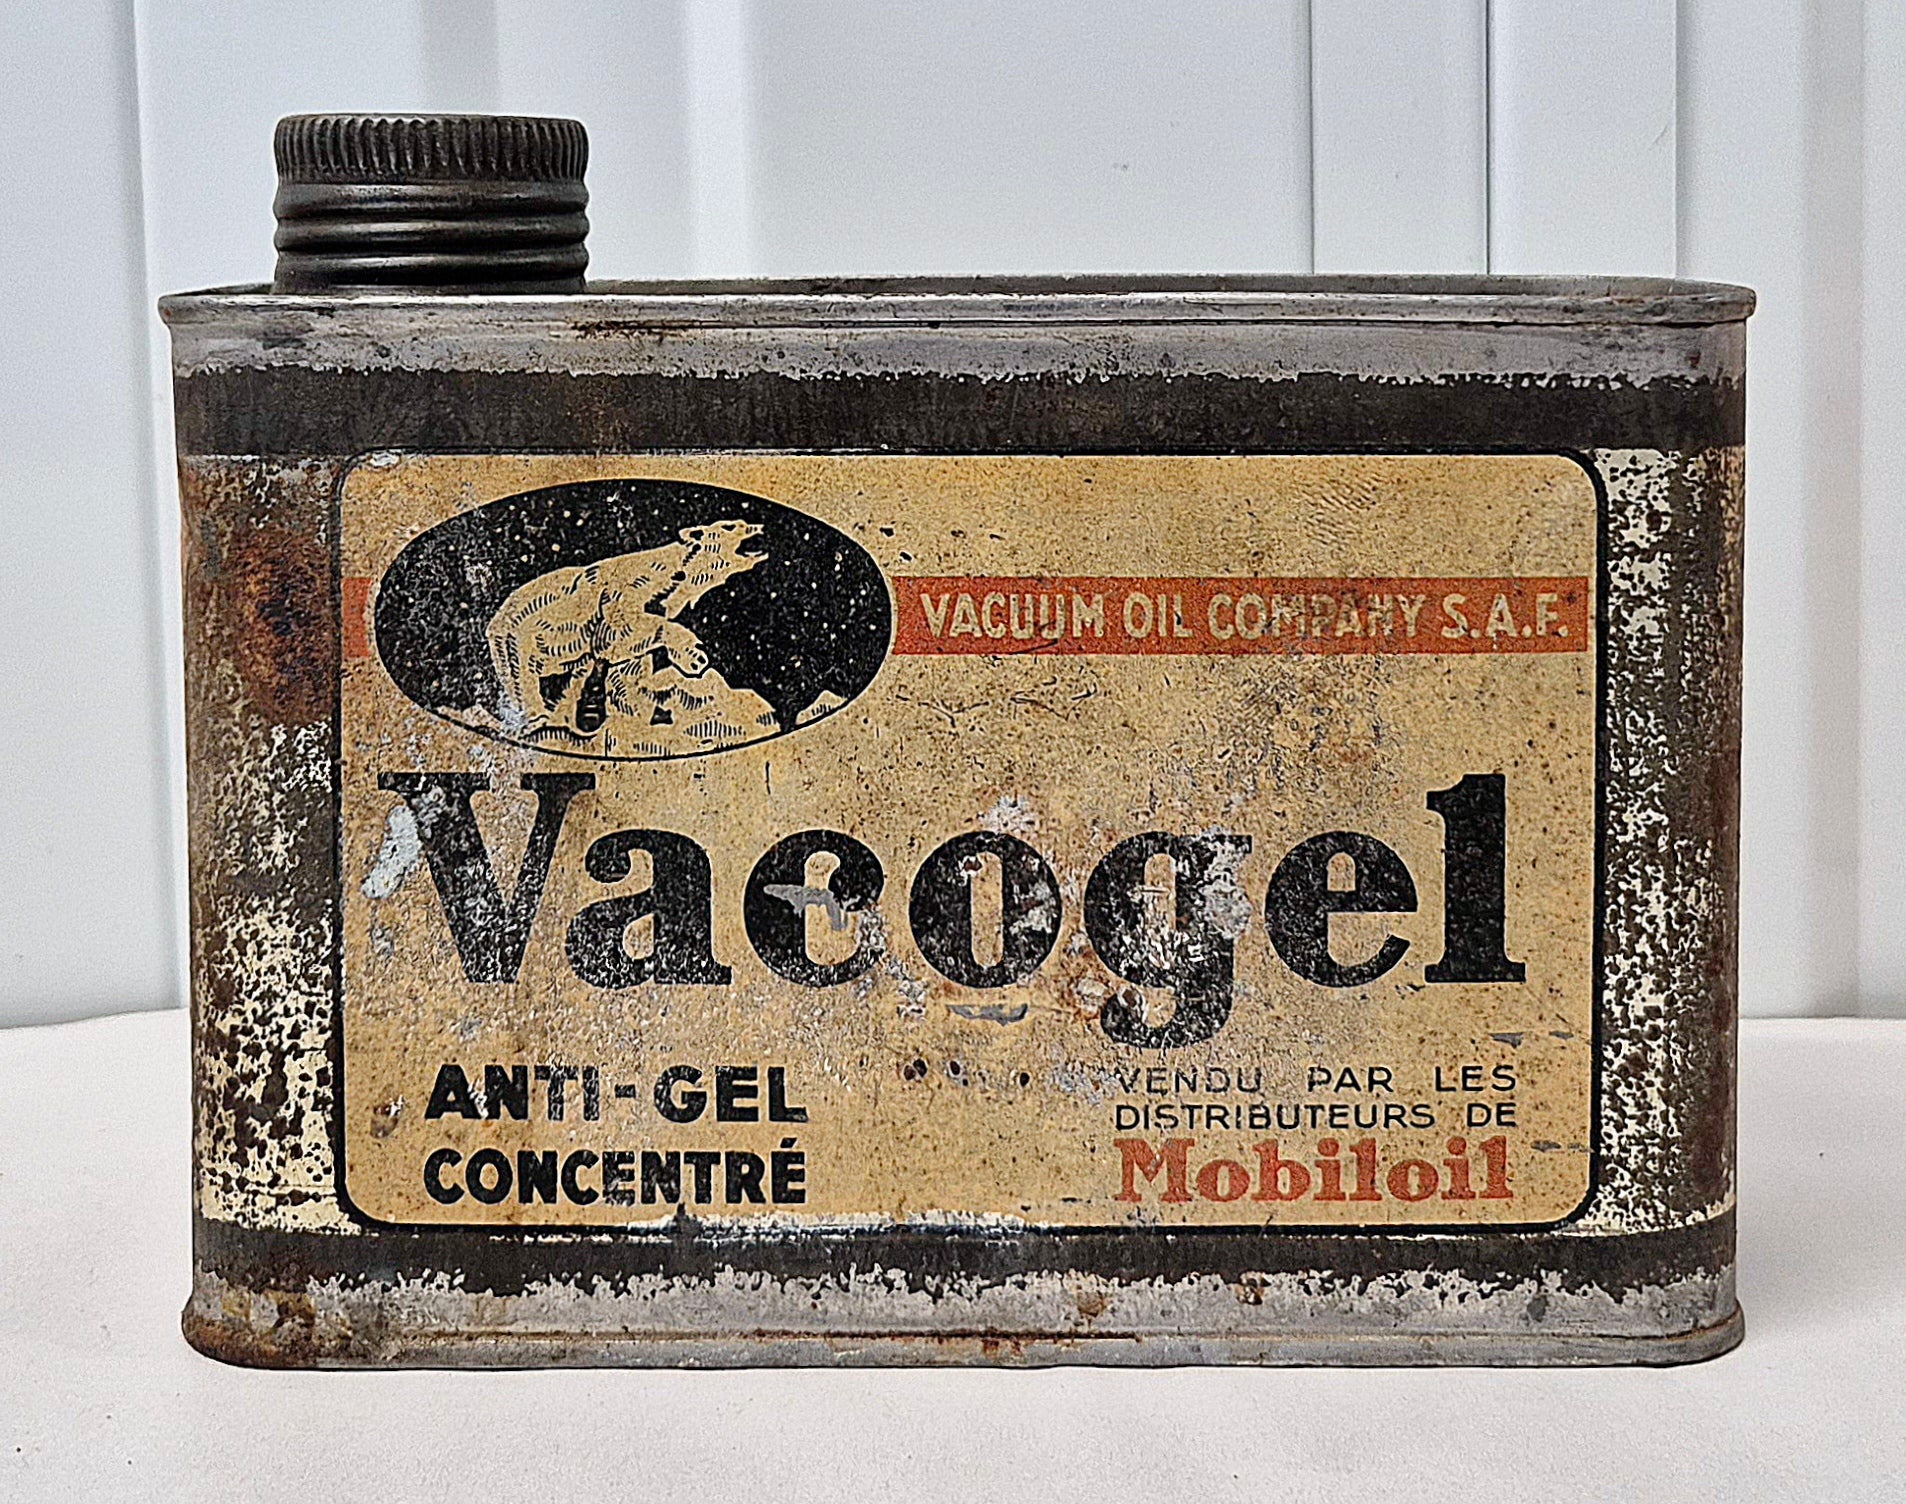 VACUUM OIL COMPANY S.A.F.
Vacogel
ANTI-GEL
CONCENTRÉ
VENDU PAR LES
DISTRIBUTEURS DE
Mobiloil